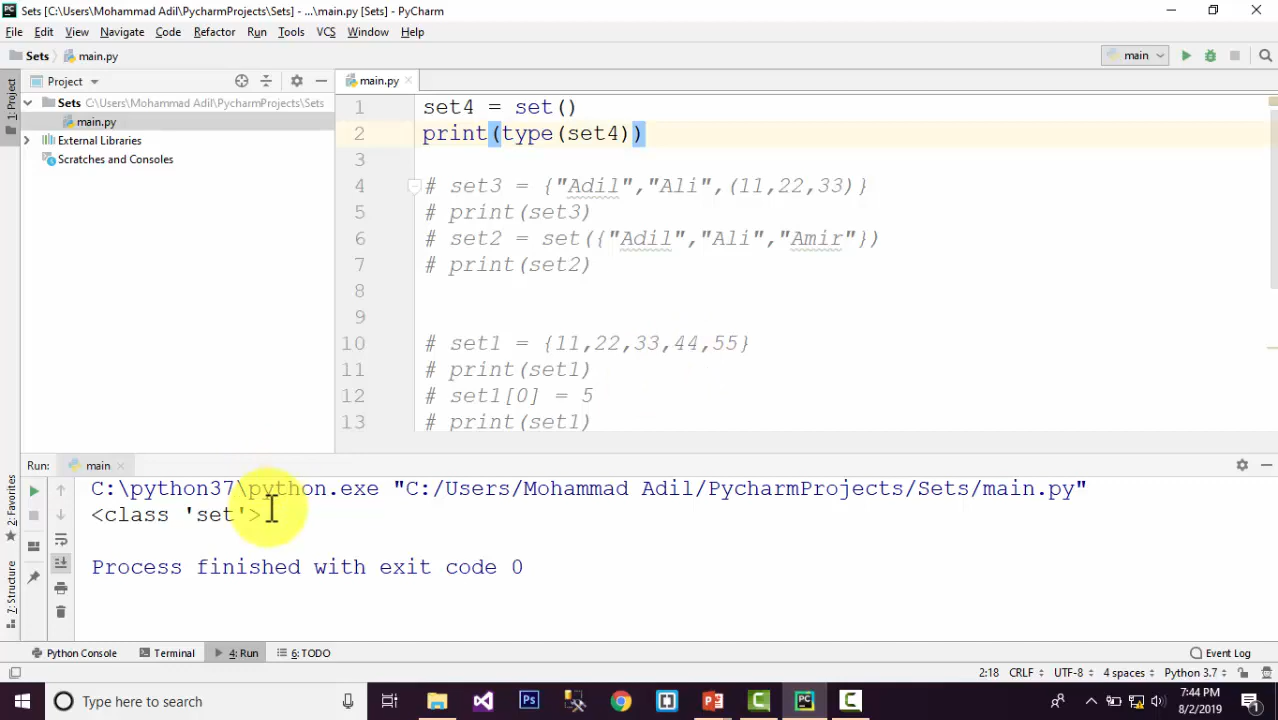 Sets [C:\Users\Mohammad Adil\PycharmProjects\Sets] - ...\main.py [Sets] - PyCharm
File Edit View Navigate Code Refactor Run Tools VCS Window Help
Sets main.py main
1: Project
Project main.py
Sets C:\Users\Mohammad Adil\PycharmProjects\Sets
main.py
External Libraries
Scratches and Consoles
1 set4 = set()
2 print(type(set4))
3
4 # set3 = {"Adil","Ali",(11,22,33)}
5 # print(set3)
6 # set2 = set({"Adil","Ali","Amir"})
7 # print(set2)
8
9
10 # set1 = {11,22,33,44,55}
11 # print(set1)
12 # set1[0] = 5
13 # print(set1)
Run: main
C:\python37\python.exe "C:/Users/Mohammad Adil/PycharmProjects/Sets/main.py"
<class 'set'>
Process finished with exit code 0
2: Favorites
7: Structure
Python Console Terminal 4: Run 6: TODO Event Log
2:18 CRLF UTF-8 4 spaces Python 3.7
Type here to search
7:44 PM
8/2/2019